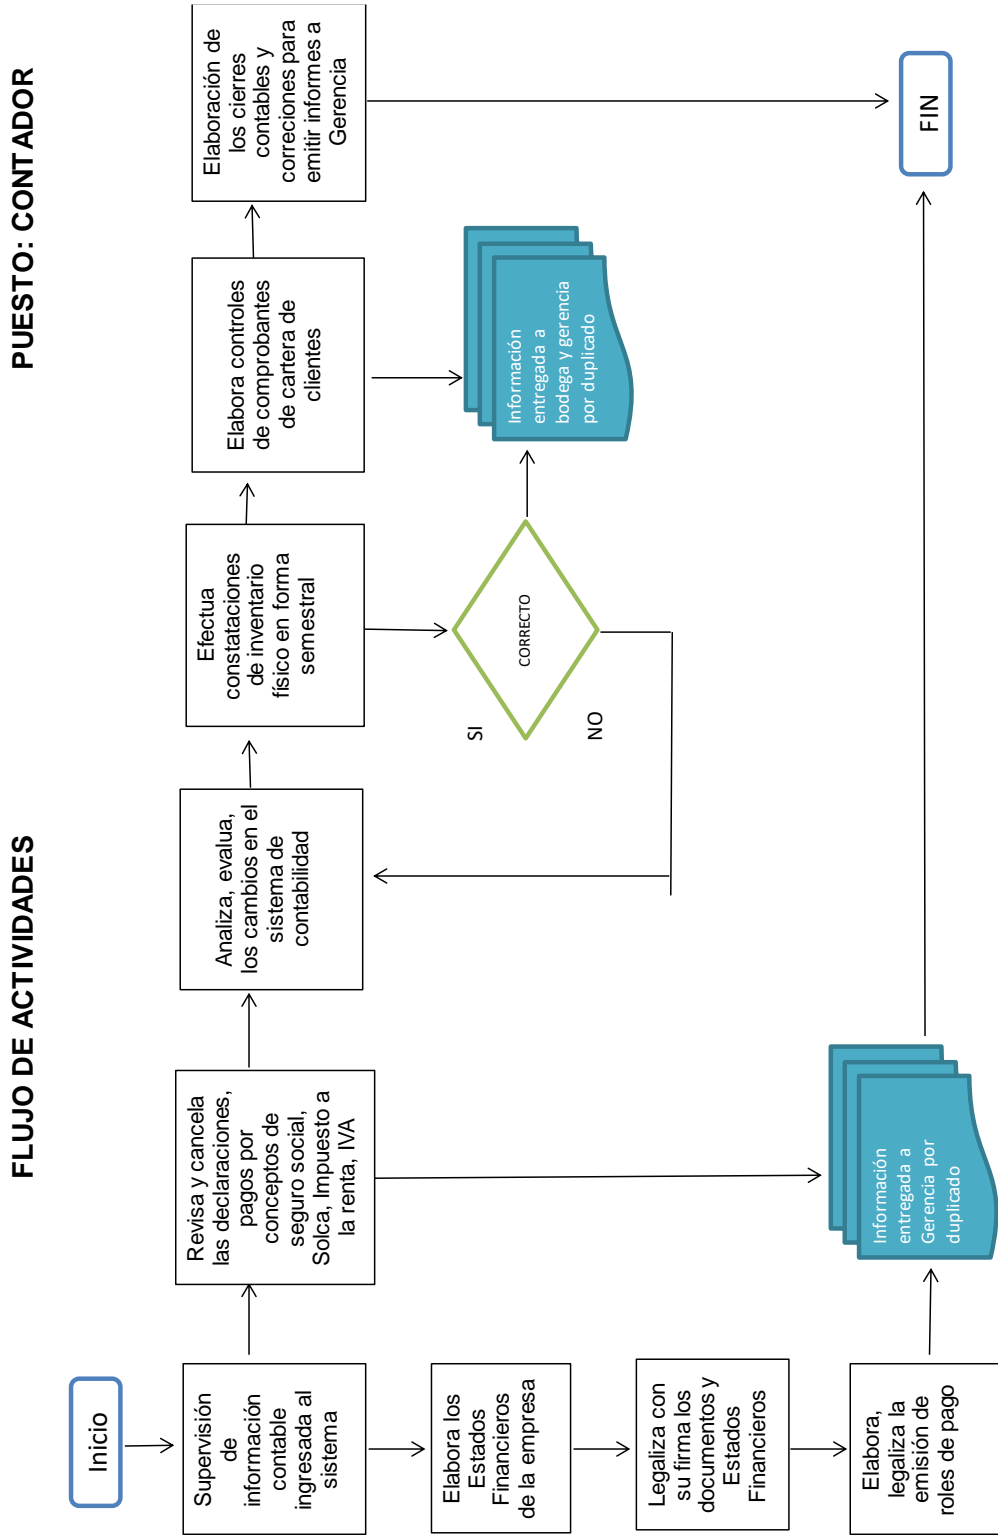 FLUJO DE ACTIVIDADES
PUESTO: CONTADOR
Inicio
Supervisión
de
información
contable
ingresada al
sistema
Revisa y cancela
las declaraciones,
pagos por
conceptos de
seguro social,
Solca, Impuesto a
la renta, IVA
Analiza, evalua,
los cambios en el
sistema de
contabilidad
Efectua
constataciones
de inventario
físico en forma
semestral
Elabora controles
de comprobantes
de cartera de
clientes
Elaboración de
los cierres
contables y
correciones para
emitir informes a
Gerencia
Elabora los
Estados
Financieros
de la empresa
SI
CORRECTO
NO
Información
entregada a
bodega y gerencia
por duplicado
Legaliza con
su firma los
documentos y
Estados
Financieros
Elabora,
legaliza la
emisión de
roles de pago
Información
entregada a
Gerencia por
duplicado
FIN